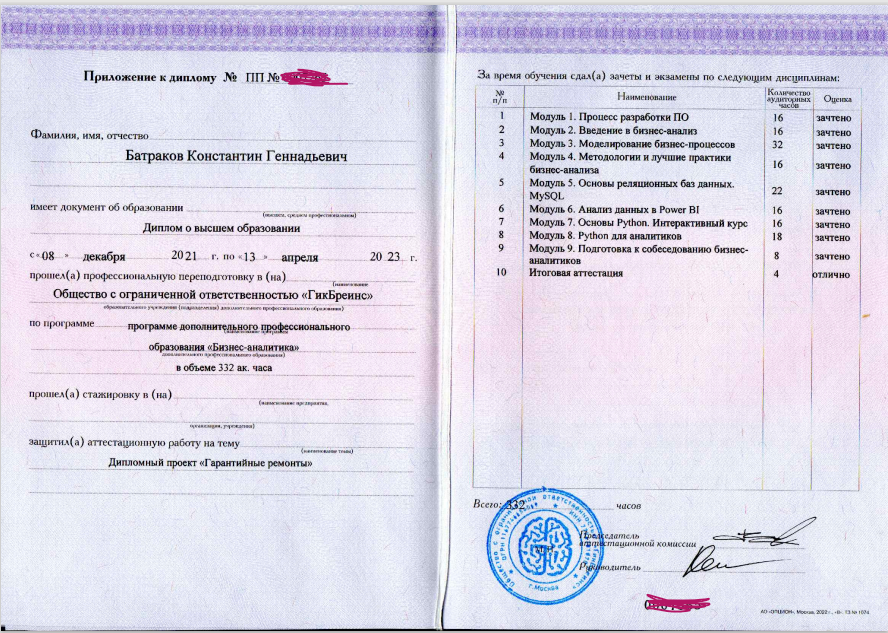 Приложение к диплому № ПП №
Фамилия, имя, отчество
Батраков Константин Геннадьевич
имеет документ об образовании
(высшем, среднем профессиональном)
Диплом о высшем образовании
с «08 » декабря 2021 г. по «13 » апреля 20 23 г.
прошел(а) профессиональную переподготовку в (на)
(наименование
Общество с ограниченной ответственностью «ГикБреинс»
образовательного учреждения (подразделения) дополнительного профессионального образования)
по программе программе дополнительного профессионального
(наименование программы
образования «Бизнес-аналитика»
дополнительного профессионального образования)
в объеме 332 ак. часа
прошел(а) стажировку в (на)
(наименование предприятия,
организации, учреждения)
защитил(а) аттестационную работу на тему
(наименование темы)
Дипломный проект «Гарантийные ремонты»
За время обучения сдал(а) зачеты и экзамены по следующим дисциплинам:
№ п/п Наименование Количество аудиторных часов Оценка
1 Модуль 1. Процесс разработки ПО 16 зачтено
2 Модуль 2. Введение в бизнес-анализ 16 зачтено
3 Модуль 3. Моделирование бизнес-процессов 32 зачтено
4 Модуль 4. Методологии и лучшие практики
бизнес-анализа 16 зачтено
5 Модуль 5. Основы реляционных баз данных.
MySQL 22 зачтено
6 Модуль 6. Анализ данных в Power BI 16 зачтено
7 Модуль 7. Основы Python. Интерактивный курс 16 зачтено
8 Модуль 8. Python для аналитиков 18 зачтено
9 Модуль 9. Подготовка к собеседованию бизнес-
аналитиков 8 зачтено
10 Итоговая аттестация 4 отлично
Всего: 332 часов
Председатель
аттестационной комиссии
Руководитель
М.П.
Общество с ограниченной ответственностью
г.Москва
АО «ОПЦИОН», Москва, 2022 г., «В». ТЗ № 1574